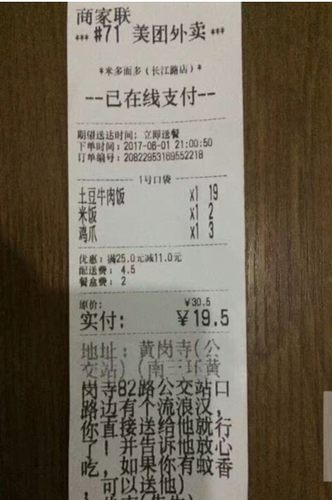 商家联
*** #71 美团外卖 ***
*米多面多(长江路店)*
--已在线支付--
期望送达时间: 立即送餐
下单时间: 2017-06-01 21:00:50
订单编号: 20822953169552218
1号口袋
土豆牛肉饭 x1 19
米饭 x1 2
鸡爪 x1 3
优惠: 满25.0元减11.0元
配送费: 4.5
餐盒费: 2
原价: ￥30.5
实付: ￥19.5
地址: 黄岗寺(公
交站)(南三环黄
岗寺82路公交站口
路边有个流浪汉,
你直接送给他就行
了!并告诉他放心
吃,如果你有蚊香
可以送他)